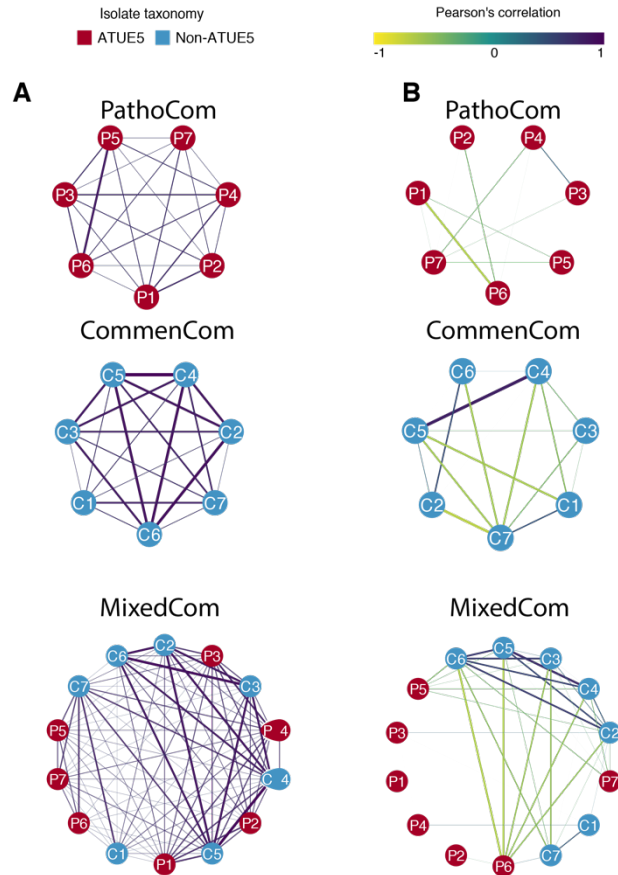 Isolate taxonomy
ATUE5 Non-ATUE5
Pearson's correlation
-1 0 1
A
PathoCom
P5 P7
P3 P4
P6 P2
P1
B
PathoCom
P2 P4
P1 P3
P7 P5
P6
CommenCom
C5 C4
C3 C2
C1 C7
C6
CommenCom
C6 C4
C5 C3
C2 C1
C7
MixedCom
C2
C6 P3
C7 C3
P5 P 4
P7 C 4
P6 P2
C1 C5
P1
MixedCom
C5
C6 C3
P5 C4
P3 C2
P1 P7
P4 C1
P2 C7
P6